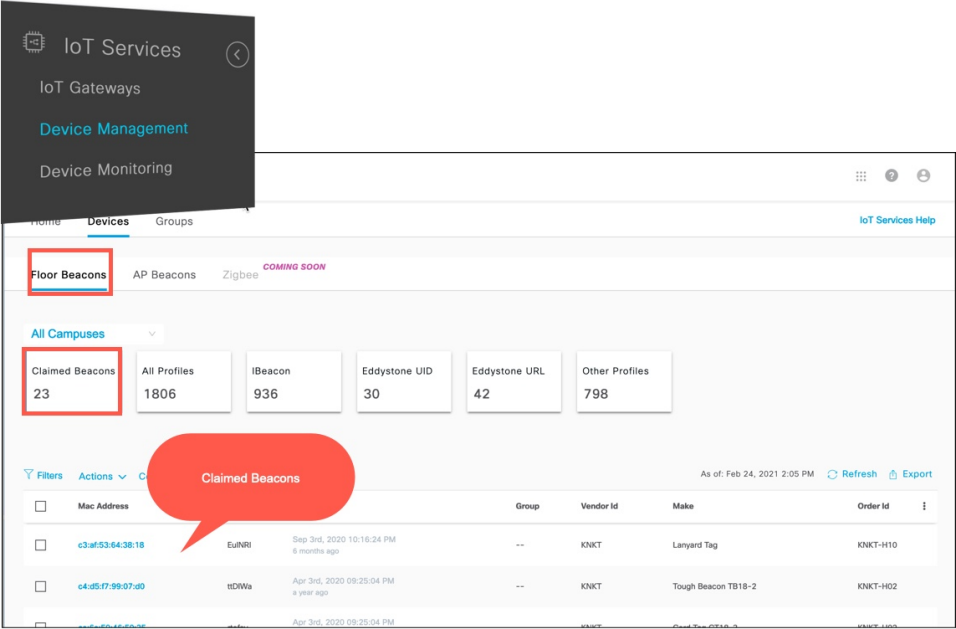 IoT Services
IoT Gateways
Device Management
Device Monitoring
Home Devices Groups
IoT Services Help
Floor Beacons AP Beacons Zigbee COMING SOON
All Campuses
Claimed Beacons All Profiles IBeacon Eddystone UID Eddystone URL Other Profiles
23 1806 936 30 42 798
Filters Actions Claimed Beacons As of: Feb 24, 2021 2:05 PM Refresh Export
Mac Address Group Vendor Id Make Order Id
c3:af:53:64:38:18 EulNRI Sep 3rd, 2020 10:16:24 PM -- KNKT Lanyard Tag KNKT-H10
6 months ago
c4:d5:f7:99:07:d0 ttDIWa Apr 3rd, 2020 09:25:04 PM -- KNKT Tough Beacon TB18-2 KNKT-H02
a year ago
Apr 3rd, 2020 09:25:04 PM